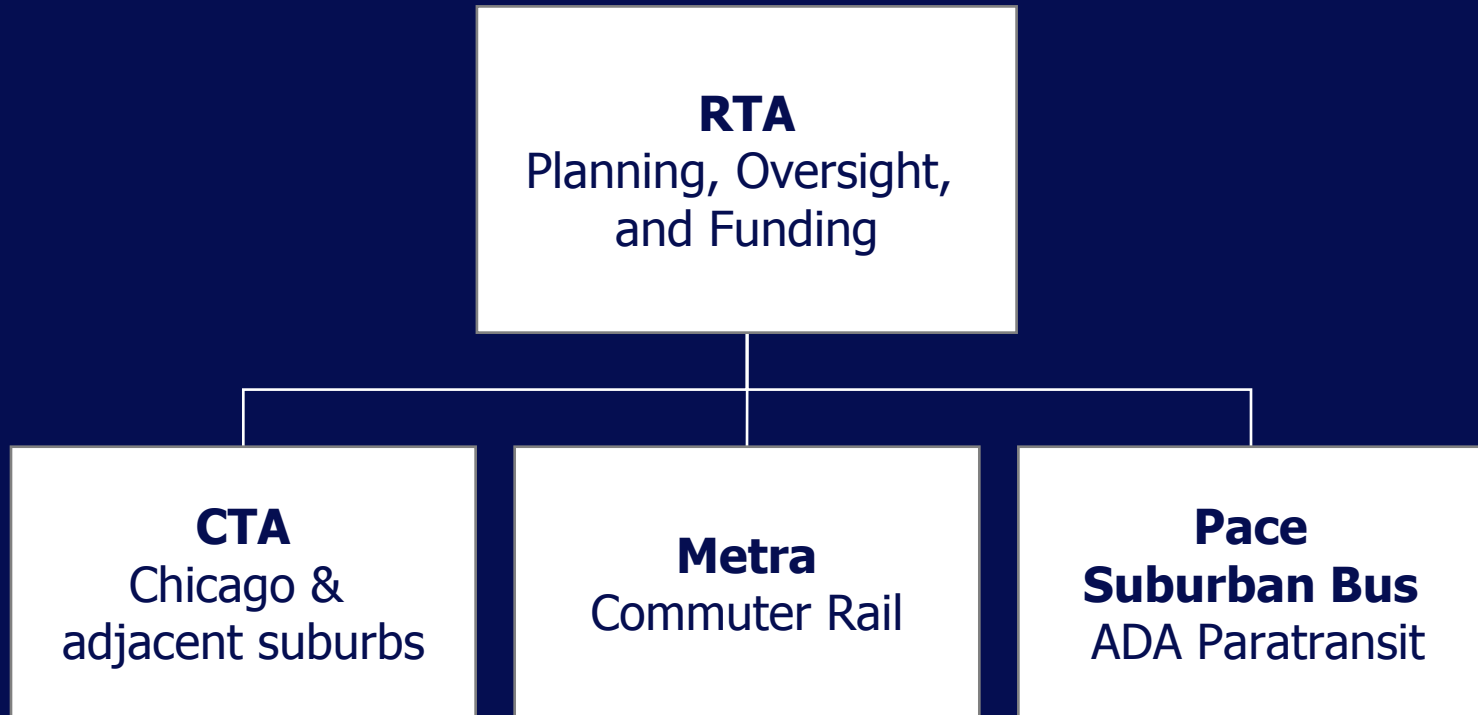 RTA
Planning, Oversight,
and Funding
CTA
Chicago &
adjacent suburbs
Metra
Commuter Rail
Pace
Suburban Bus
ADA Paratransit